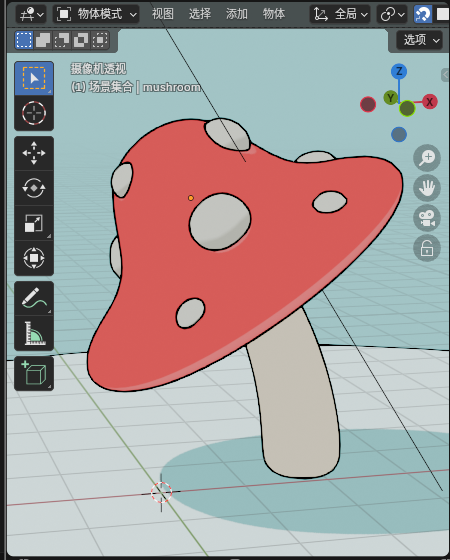 物体模式 视图 选择 添加 物体 全局
选项
摄像机透视
(1) 场景集合 | mushroom
Z
Y
X